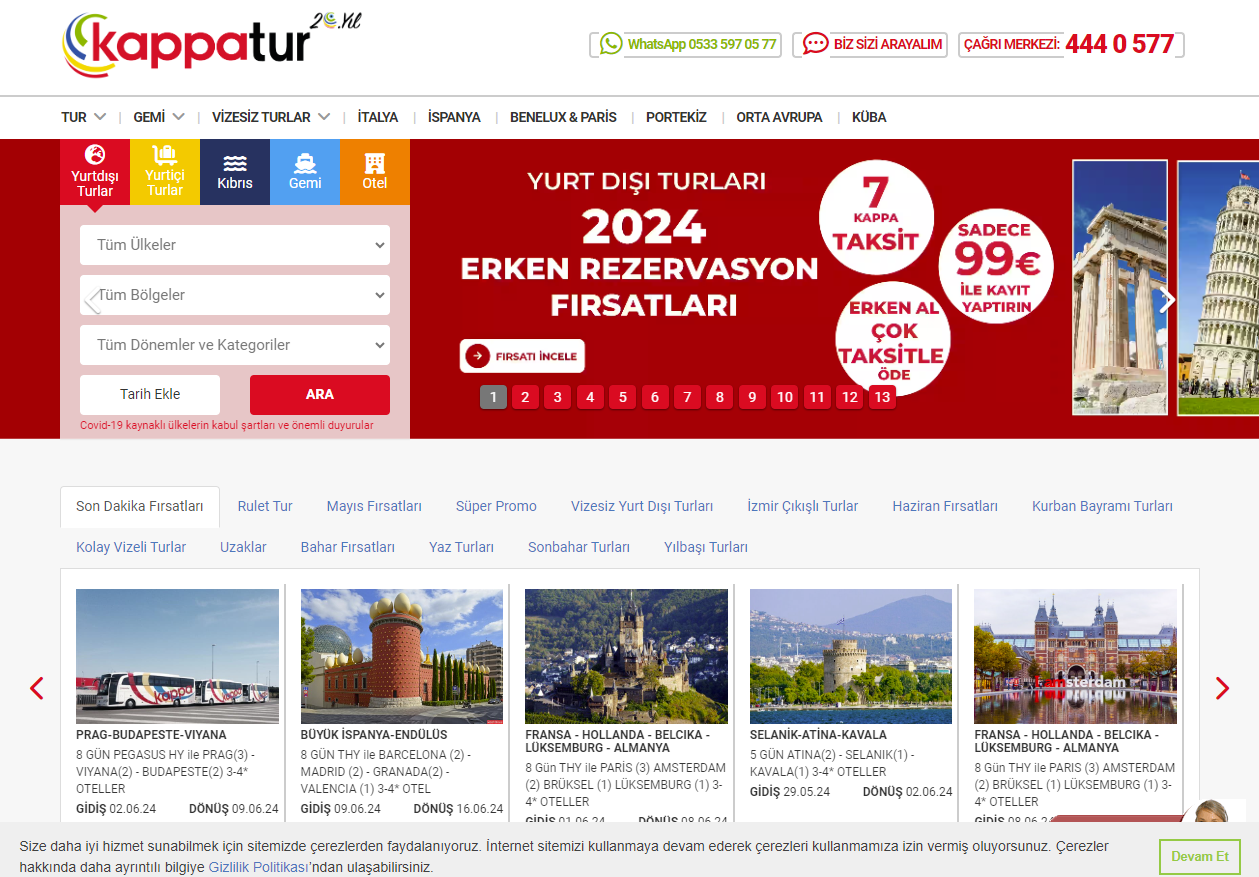 kappatur 20.Yıl
WhatsApp 0533 597 05 77
BİZ SİZİ ARAYALIM
ÇAĞRI MERKEZİ: 444 0 577
TUR | GEMİ | VİZESİZ TURLAR | İTALYA | İSPANYA | BENELUX & PARİS | PORTEKİZ | ORTA AVRUPA | KÜBA
Yurtdışı
Turlar
Yurtiçi
Turlar
Kıbrıs
Gemi
Otel
Tüm Ülkeler
Tüm Bölgeler
Tüm Dönemler ve Kategoriler
Tarih Ekle
ARA
Covid-19 kaynaklı ülkelerin kabul şartları ve önemli duyurular
YURT DIŞI TURLARI
2024
ERKEN REZERVASYON
FIRSATLARI
FIRSATI İNCELE
7
KAPPA
TAKSİT
SADECE
99€
İLE KAYIT
YAPTIRIN
ERKEN AL
ÇOK
TAKSİTLE
ÖDE
1 2 3 4 5 6 7 8 9 10 11 12 13
Son Dakika Fırsatları Rulet Tur Mayıs Fırsatları Süper Promo Vizesiz Yurt Dışı Turları İzmir Çıkışlı Turlar Haziran Fırsatları Kurban Bayramı Turları
Kolay Vizeli Turlar Uzaklar Bahar Fırsatları Yaz Turları Sonbahar Turları Yılbaşı Turları
kappa
PRAG-BUDAPESTE-VIYANA
8 GÜN PEGASUS HY ile PRAG(3) -
VIYANA(2) - BUDAPESTE(2) 3-4*
OTELLER
GİDİŞ 02.06.24 DÖNÜŞ 09.06.24
BÜYÜK İSPANYA-ENDÜLÜS
8 GÜN THY ile BARCELONA (2) -
MADRID (2) - GRANADA(2) -
VALENCIA (1) 3-4* OTEL
GİDİŞ 09.06.24 DÖNÜŞ 16.06.24
FRANSA - HOLLANDA - BELCIKA -
LÜKSEMBURG - ALMANYA
8 Gün THY ile PARİS (3) AMSTERDAM
(2) BRÜKSEL (1) LÜKSEMBURG (1) 3-
4* OTELLER
GİDİŞ 01.06.24 DÖNÜŞ 08.06.24
SELANİK-ATİNA-KAVALA
5 GÜN ATINA(2) - SELANIK(1) -
KAVALA(1) 3-4* OTELLER
GİDİŞ 29.05.24 DÖNÜŞ 02.06.24
I amsterdam
FRANSA - HOLLANDA - BELCIKA -
LÜKSEMBURG - ALMANYA
8 Gün THY ile PARIS (3) AMSTERDAM
(2) BRÜKSEL (1) LÜKSEMBURG (1) 3-
4* OTELLER
GİDİŞ 08.06.24
Size daha iyi hizmet sunabilmek için sitemizde çerezlerden faydalanıyoruz. İnternet sitemizi kullanmaya devam ederek çerezleri kullanmamıza izin vermiş oluyorsunuz. Çerezler
hakkında daha ayrıntılı bilgiye Gizlilik Politikası'ndan ulaşabilirsiniz.
Devam Et